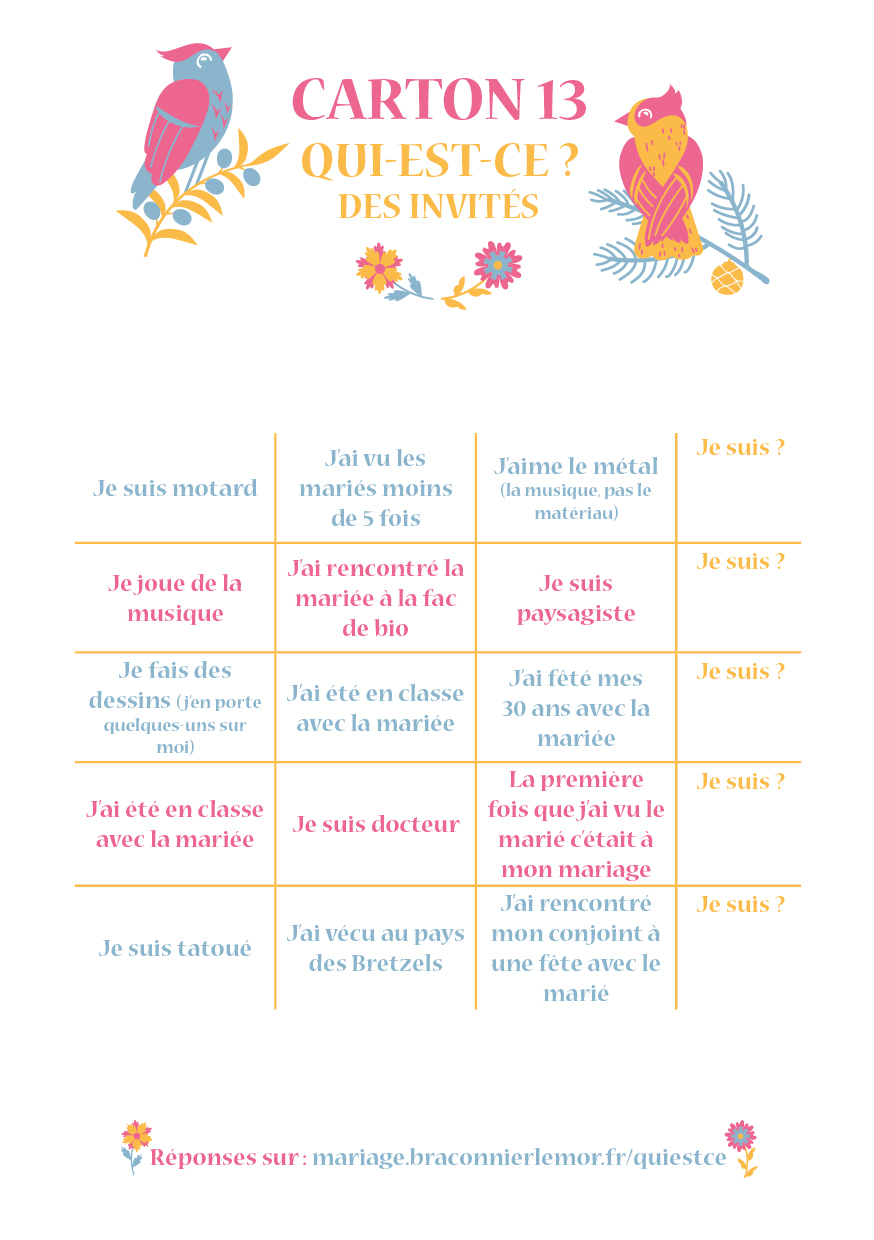 CARTON 13
QUI-EST-CE ?
DES INVITÉS
Je suis motard
J'ai vu les
mariés moins
de 5 fois
J'aime le métal
(la musique, pas le
matériau)
Je suis ?
Je joue de la
musique
J'ai rencontré la
mariée à la fac
de bio
Je suis
paysagiste
Je suis ?
Je fais des
dessins (j'en porte
quelques-uns sur
moi)
J'ai été en classe
avec la mariée
J'ai fêté mes
30 ans avec la
mariée
Je suis ?
J'ai été en classe
avec la mariée
Je suis docteur
La première
fois que j'ai vu le
marié c'était à
mon mariage
Je suis ?
Je suis tatoué
J'ai vécu au pays
des Bretzels
J'ai rencontré
mon conjoint à
une fête avec le
marié
Je suis ?
Réponses sur : mariage.braconnierlemor.fr/quiestce